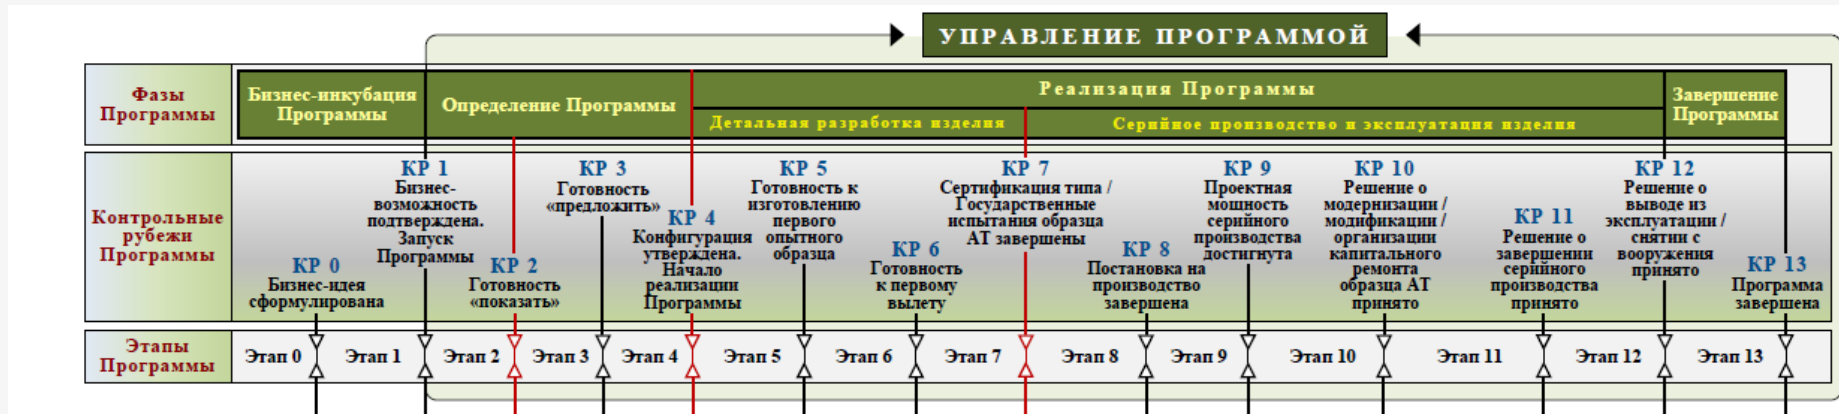 УПРАВЛЕНИЕ ПРОГРАММОЙ
Фазы
Программы
Бизнес-инкубация
Программы
Определение Программы
Реализация Программы
Детальная разработка изделия
Серийное производство и эксплуатация изделия
Завершение
Программы
Контрольные
рубежи
Программы
КР 0
Бизнес-идея
сформулирована
КР 1
Бизнес-
возможность
подтверждена.
Запуск
Программы
КР 2
Готовность
«показать»
КР 3
Готовность
«предложить»
КР 4
Конфигурация
утверждена.
Начало
реализации
Программы
КР 5
Готовность к
изготовлению
первого
опытного
образца
КР 6
Готовность
к первому
вылету
КР 7
Сертификация типа /
Государственные
испытания образца
АТ завершены
КР 8
Постановка на
производство
завершена
КР 9
Проектная
мощность
серийного
производства
достигнута
КР 10
Решение о
модернизации /
модификации /
организации
капитального
ремонта
образца АТ
принято
КР 11
Решение о
завершении
серийного
производства
принято
КР 12
Решение о
выводе из
эксплуатации /
снятии с
вооружения
принято
КР 13
Программа
завершена
Этапы
Программы
Этап 0
Этап 1
Этап 2
Этап 3
Этап 4
Этап 5
Этап 6
Этап 7
Этап 8
Этап 9
Этап 10
Этап 11
Этап 12
Этап 13